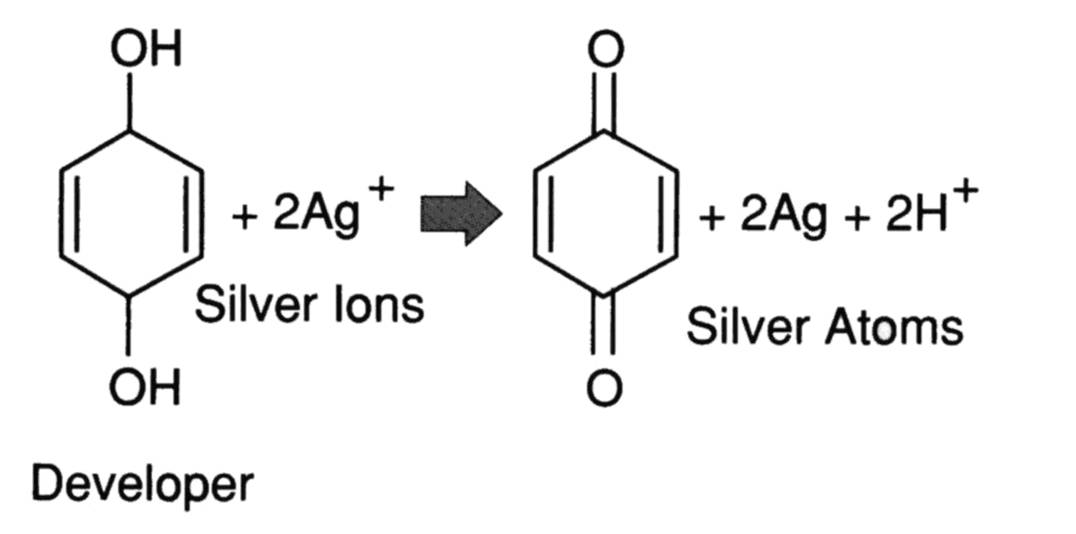 OH
O
+ 2Ag+
+ 2Ag + 2H+
Silver Ions
Silver Atoms
OH
O
Developer